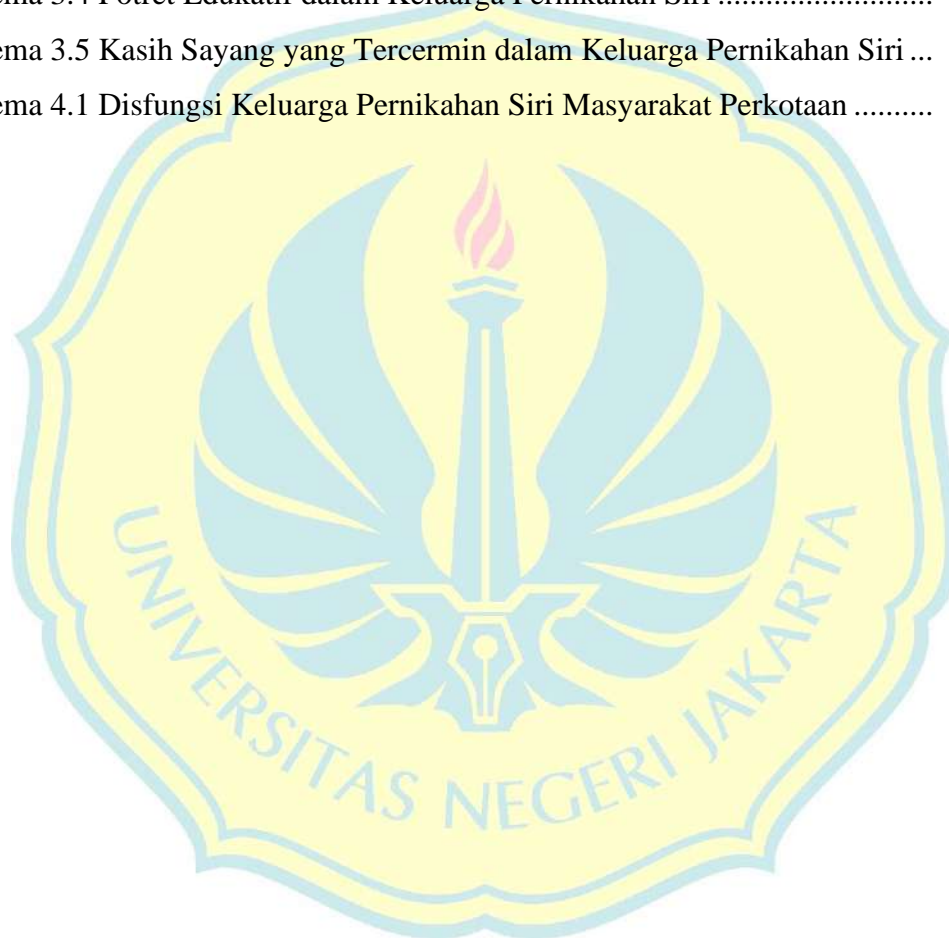 ema 3.4 Potret Edukatif dalam Keluarga Pernikahan Siri ...........................
ema 3.5 Kasih Sayang yang Tercermin dalam Keluarga Pernikahan Siri ...
ema 4.1 Disfungsi Keluarga Pernikahan Siri Masyarakat Perkotaan ..........
UNIVERSITAS NEGERI JAKARTA